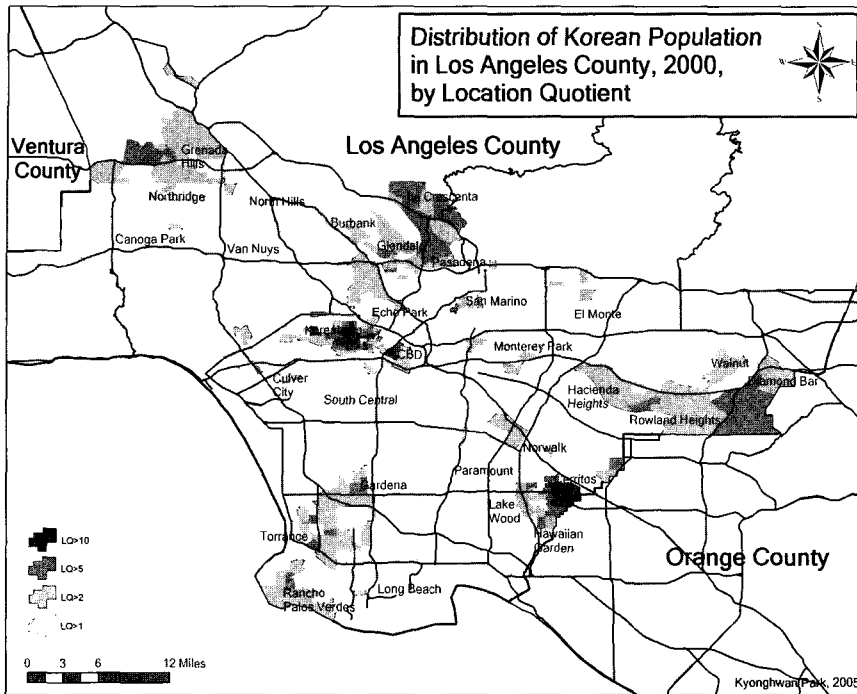 Distribution of Korean Population
in Los Angeles County, 2000,
by Location Quotient
N
S
Ventura
County
Los Angeles County
Grenada
Hills
Northridge
North Hills
La Crescenta
Burbank
Canoga Park
Van Nuys
Glendale
Pasadena
Echo Park
San Marino
El Monte
CBD
Monterey Park
Walnut
Culver
City
South Central
Hacienda
Heights
Diamond Bar
Rowland Heights
Norwalk
Gardena
Paramount
Cerritos
Lake
Wood
Torrance
Hawaiian
Garden
Orange County
Rancho
Palos Verdes
Long Beach
LQ>10
LQ>5
LQ>2
LQ>1
0 3 6 12 Miles
Kyonghwan Park, 2005